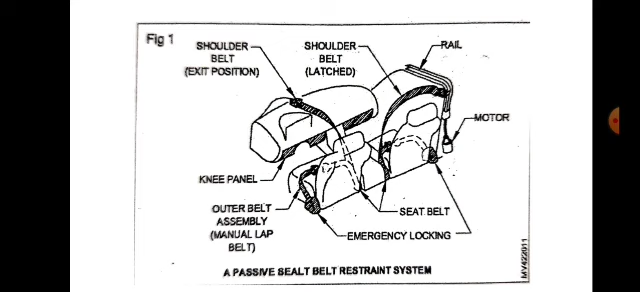 Fig 1
SHOULDER
BELT
(EXIT POSITION)
SHOULDER
BELT
(LATCHED)
RAIL
MOTOR
KNEE PANEL
OUTER BELT
ASSEMBLY
(MANUAL LAP
BELT)
SEAT BELT
EMERGENCY LOCKING
A PASSIVE SEALT BELT RESTRAINT SYSTEM
MV422011